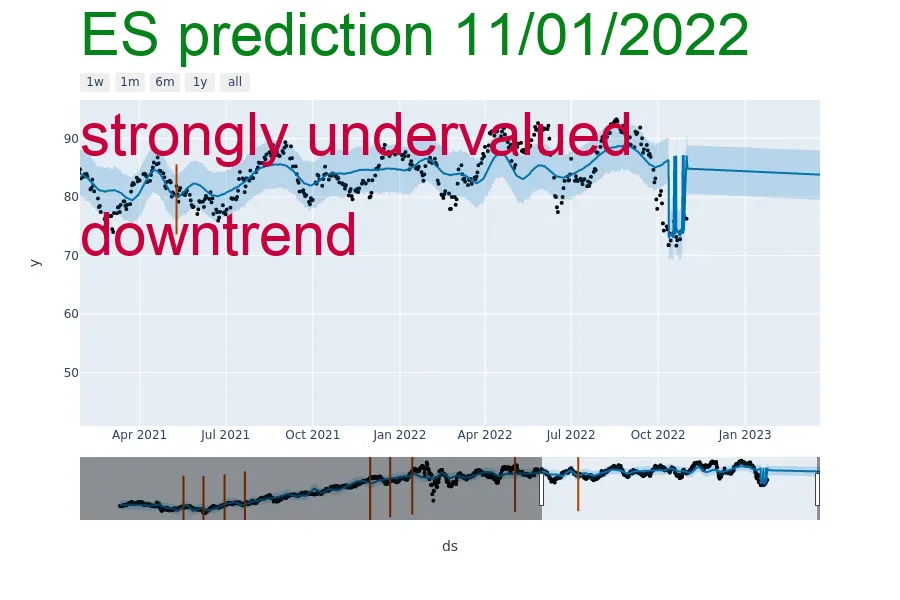 ES prediction 11/01/2022
1w 1m 6m 1y all
strongly undervalued
downtrend
90
80
70
60
50
y
Apr 2021 Jul 2021 Oct 2021 Jan 2022 Apr 2022 Jul 2022 Oct 2022 Jan 2023
ds